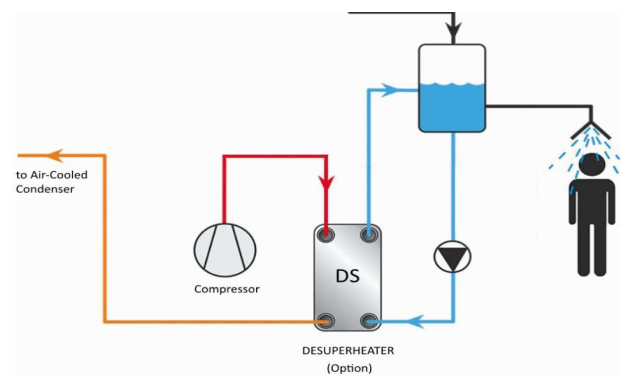 to Air-Cooled
Condenser
Compressor
DS
DESUPERHEATER
(Option)